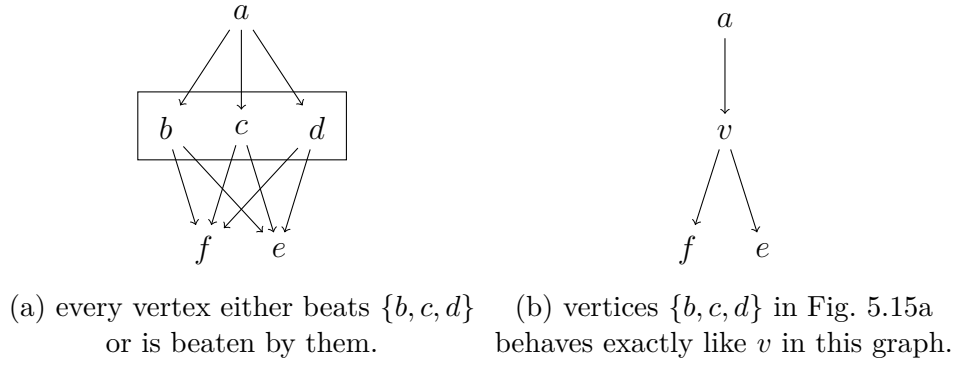 a
b c d
f e
(a) every vertex either beats {b, c, d}
or is beaten by them.
a
v
f e
(b) vertices {b, c, d} in Fig. 5.15a
behaves exactly like v in this graph.